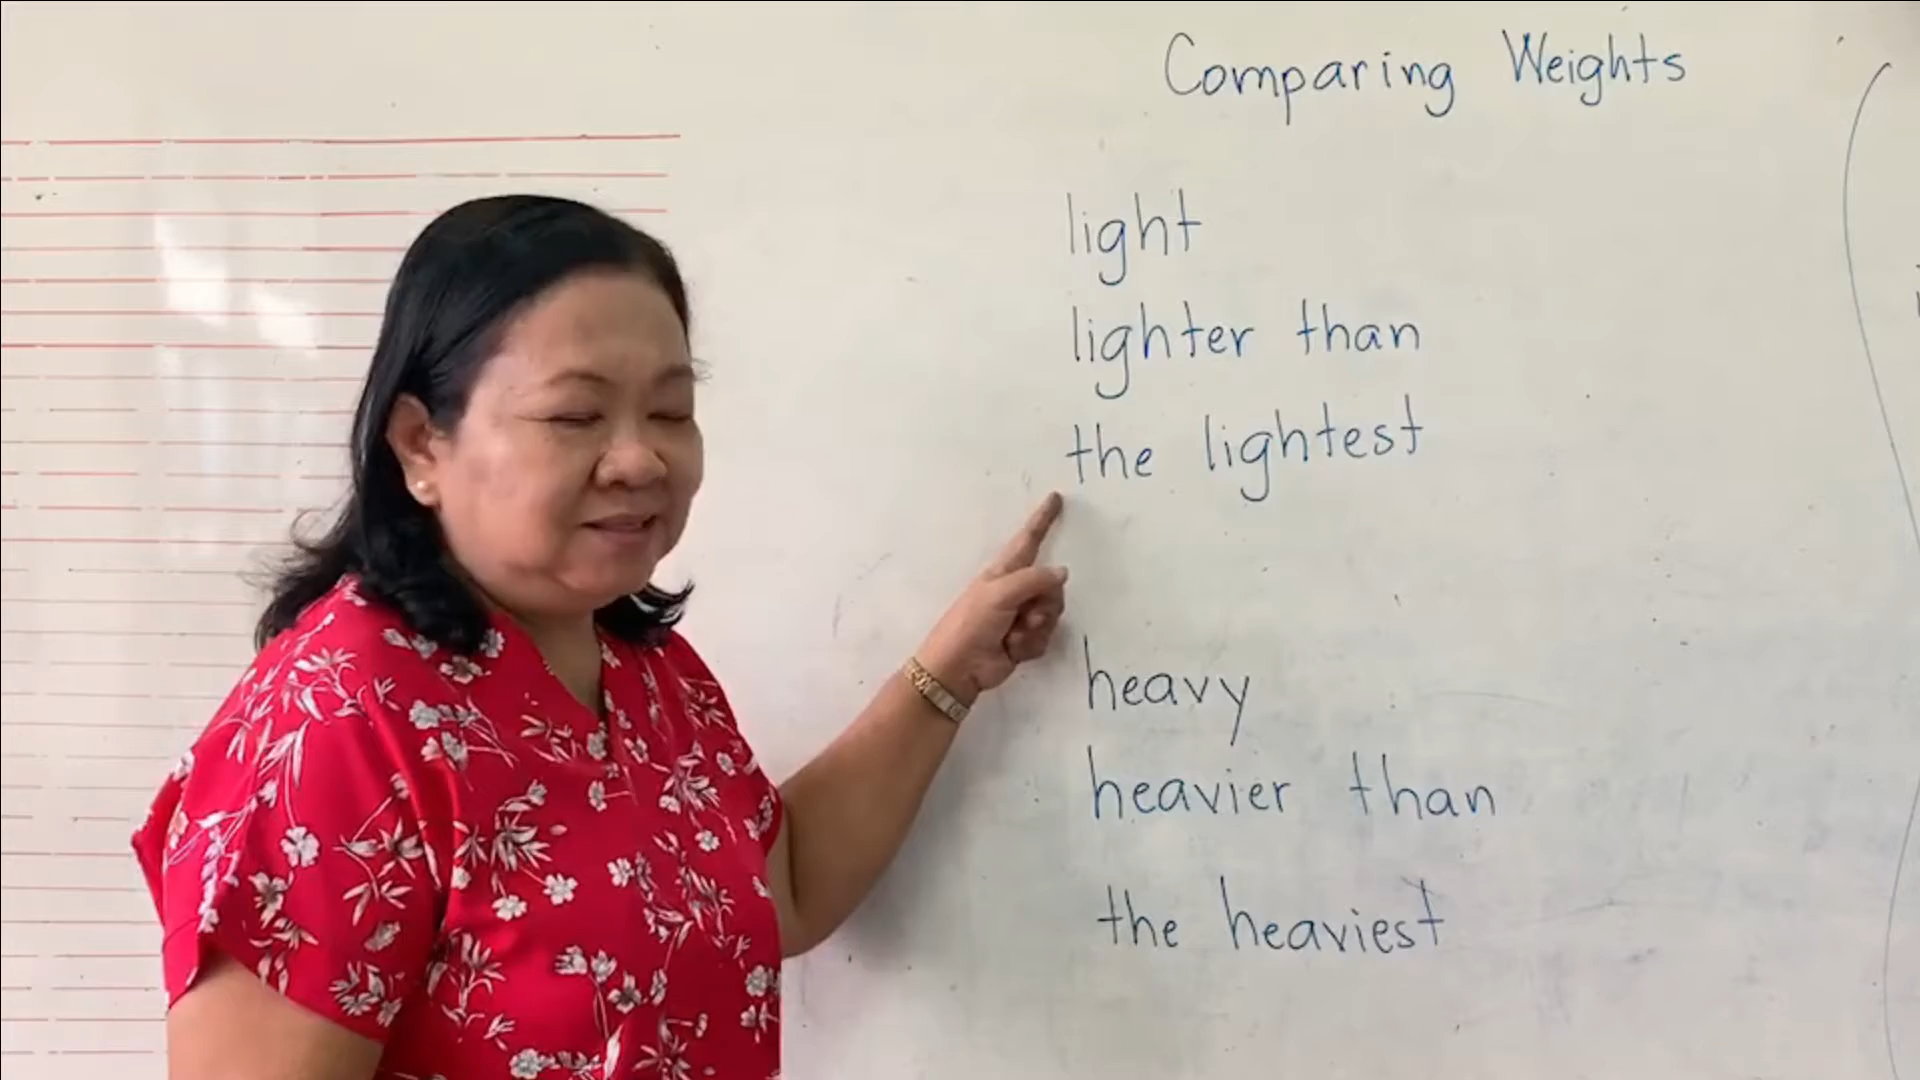 Comparing Weights
light
lighter than
the lightest
heavy
heavier than
the heaviest